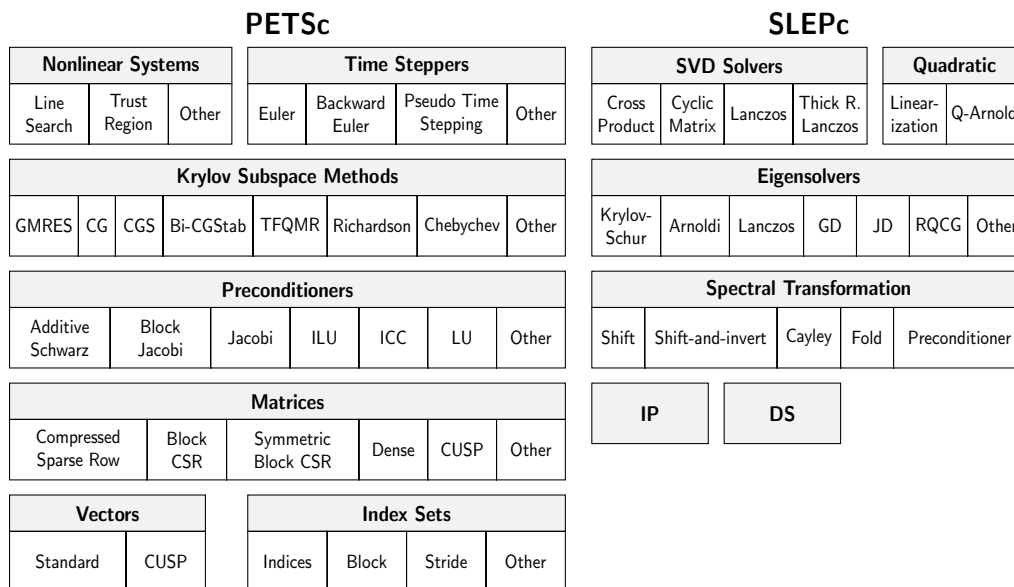 PETSc
Nonlinear Systems
Line
Search
Trust
Region
Other
Time Steppers
Euler
Backward
Euler
Pseudo Time
Stepping
Other
Krylov Subspace Methods
GMRES
CG
CGS
Bi-CGStab
TFQMR
Richardson
Chebychev
Other
Preconditioners
Additive
Schwarz
Block
Jacobi
Jacobi
ILU
ICC
LU
Other
Matrices
Compressed
Sparse Row
Block
CSR
Symmetric
Block CSR
Dense
CUSP
Other
Vectors
Standard
CUSP
Index Sets
Indices
Block
Stride
Other
SLEPc
SVD Solvers
Cross
Product
Cyclic
Matrix
Lanczos
Thick R.
Lanczos
Quadratic
Linear-
ization
Q-Arnoldi
Eigensolvers
Krylov-
Schur
Arnoldi
Lanczos
GD
JD
RQCG
Other
Spectral Transformation
Shift
Shift-and-invert
Cayley
Fold
Preconditioner
IP
DS